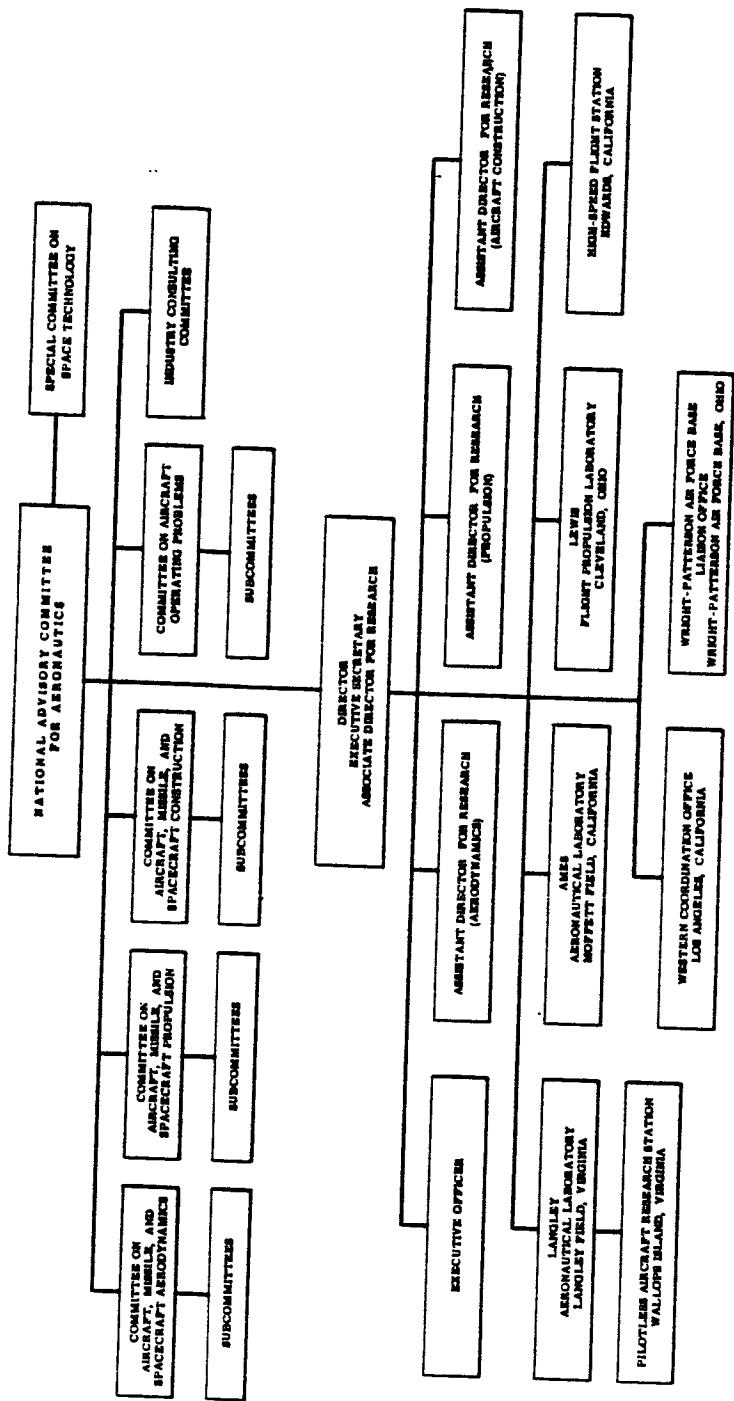 NATIONAL ADVISORY COMMITTEE
FOR AERONAUTICS
SPECIAL COMMITTEE ON
SPACE TECHNOLOGY
COMMITTEE ON
AIRCRAFT, MISSILE, AND
SPACECRAFT AERODYNAMICS
SUBCOMMITTEES
COMMITTEE ON
AIRCRAFT, MISSILE, AND
SPACECRAFT PROPULSION
SUBCOMMITTEES
COMMITTEE ON
AIRCRAFT, MISSILE, AND
SPACECRAFT CONSTRUCTION
SUBCOMMITTEES
COMMITTEE ON AIRCRAFT
OPERATING PROBLEMS
SUBCOMMITTEES
INDUSTRY CONSULTING
COMMITTEE
DIRECTOR
EXECUTIVE SECRETARY
ASSOCIATE DIRECTOR FOR RESEARCH
EXECUTIVE OFFICER
ASSISTANT DIRECTOR FOR RESEARCH
(AERODYNAMICS)
ASSISTANT DIRECTOR FOR RESEARCH
(PROPULSION)
ASSISTANT DIRECTOR FOR RESEARCH
(AIRCRAFT CONSTRUCTION)
LANGLEY
AERONAUTICAL LABORATORY
LANGLEY FIELD, VIRGINIA
PILOTLESS AIRCRAFT RESEARCH STATION
WALLOPS ISLAND, VIRGINIA
AMES
AERONAUTICAL LABORATORY
MOFFETT FIELD, CALIFORNIA
LEWIS
FLIGHT PROPULSION LABORATORY
CLEVELAND, OHIO
HIGH-SPEED FLIGHT STATION
EDWARDS, CALIFORNIA
WESTERN COORDINATION OFFICE
LOS ANGELES, CALIFORNIA
WRIGHT-PATTERSON AIR FORCE BASE
LIAISON OFFICE
WRIGHT-PATTERSON AIR FORCE BASE, OHIO